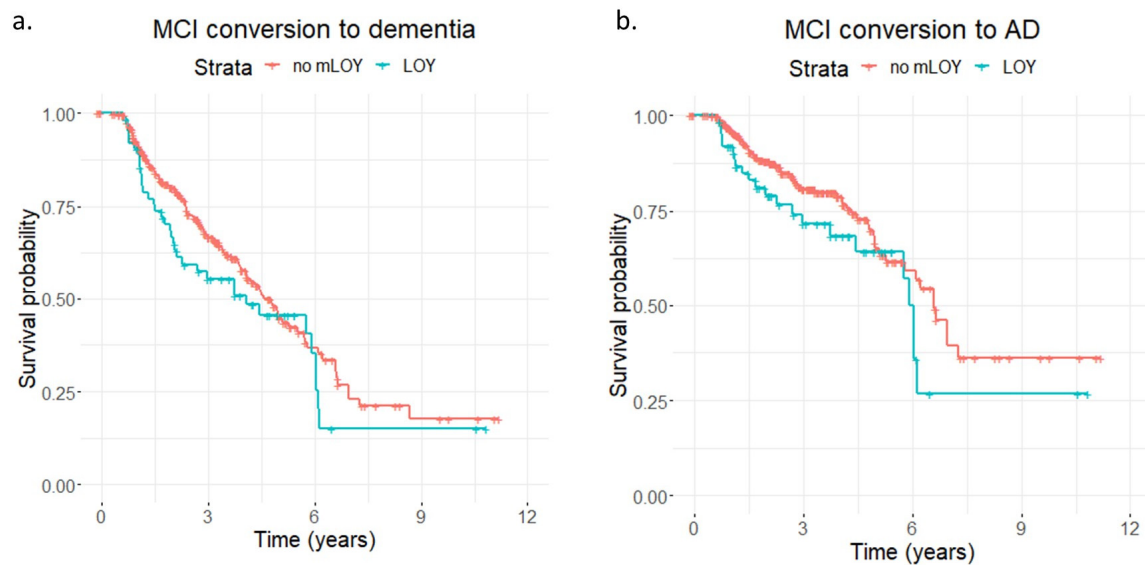 a.
MCI conversion to dementia
Strata no mLOY LOY
Survival probability
1.00
0.75
0.50
0.25
0.00
0 3 6 9 12
Time (years)
b.
MCI conversion to AD
Strata no mLOY LOY
Survival probability
1.00
0.75
0.50
0.25
0.00
0 3 6 9 12
Time (years)